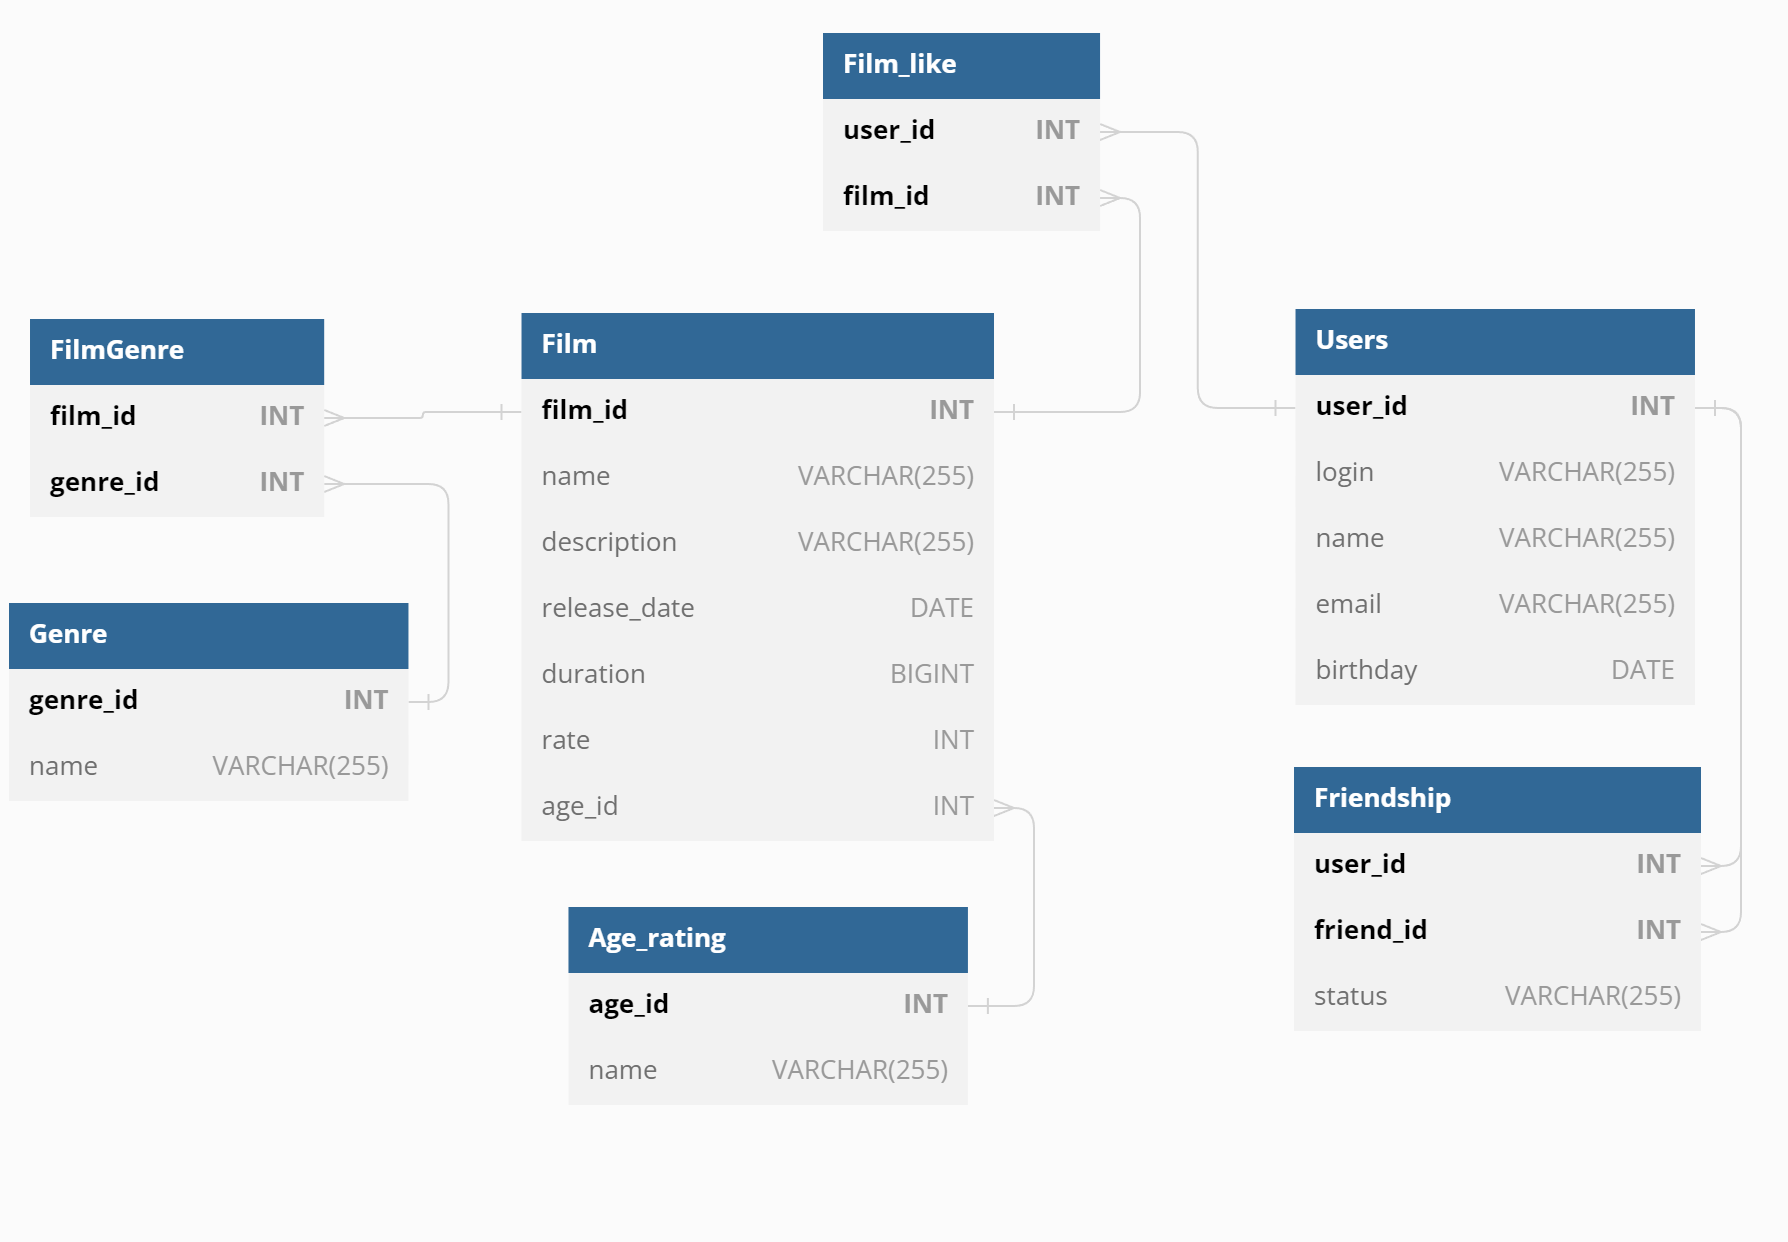 Film_like
user_id INT
film_id INT
FilmGenre
film_id INT
genre_id INT
Film
film_id INT
name VARCHAR(255)
description VARCHAR(255)
release_date DATE
duration BIGINT
rate INT
age_id INT
Users
user_id INT
login VARCHAR(255)
name VARCHAR(255)
email VARCHAR(255)
birthday DATE
Genre
genre_id INT
name VARCHAR(255)
Friendship
user_id INT
friend_id INT
status VARCHAR(255)
Age_rating
age_id INT
name VARCHAR(255)